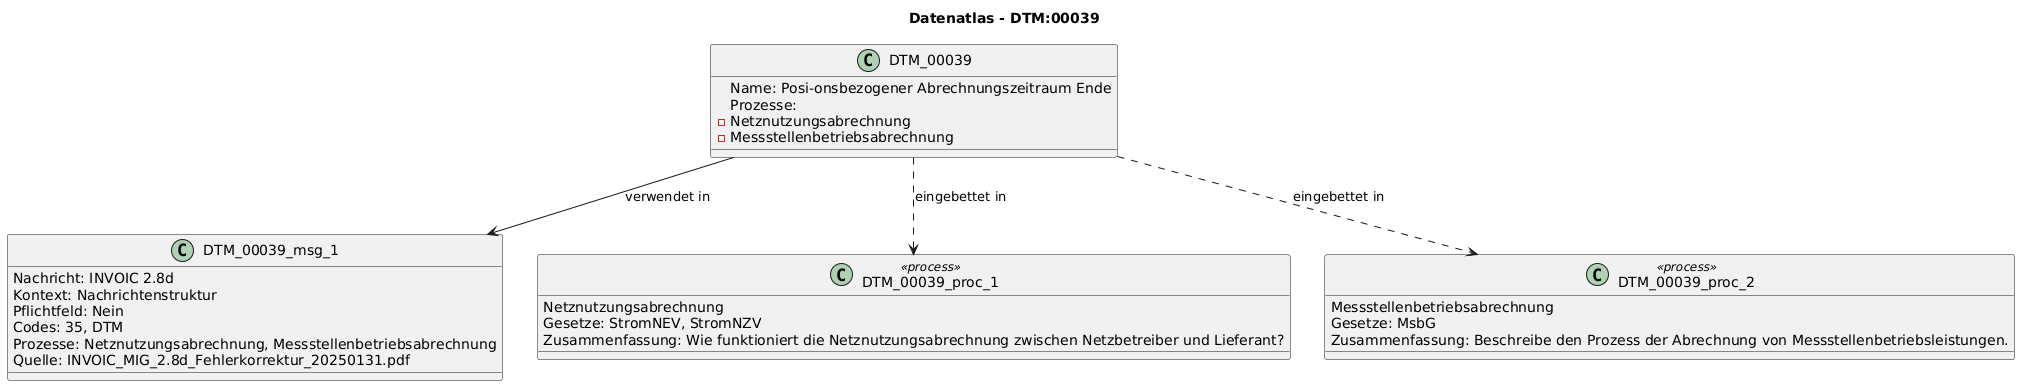 Datenatlas - DTM:00039
C DTM_00039
Name: Posi-onsbezogener Abrechnungszeitraum Ende
Prozesse:
Netznutzungsabrechnung
Messstellenbetriebsabrechnung
verwendet in
eingebettet in
eingebettet in
C DTM_00039_msg_1
Nachricht: INVOIC 2.8d
Kontext: Nachrichtenstruktur
Pflichtfeld: Nein
Codes: 35, DTM
Prozesse: Netznutzungsabrechnung, Messstellenbetriebsabrechnung
Quelle: INVOIC_MIG_2.8d_Fehlerkorrektur_20250131.pdf
«process»
C DTM_00039_proc_1
Netznutzungsabrechnung
Gesetze: StromNEV, StromNZV
Zusammenfassung: Wie funktioniert die Netznutzungsabrechnung zwischen Netzbetreiber und Lieferant?
«process»
C DTM_00039_proc_2
Messstellenbetriebsabrechnung
Gesetze: MsbG
Zusammenfassung: Beschreibe den Prozess der Abrechnung von Messstellenbetriebsleistungen.